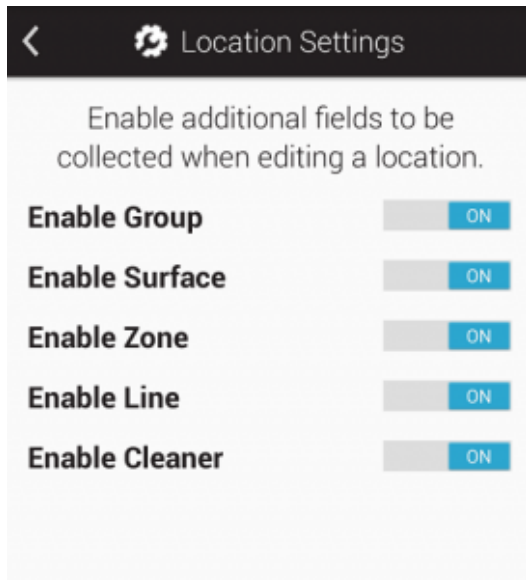 Location Settings
Enable additional fields to be
collected when editing a location.
Enable Group ON
Enable Surface ON
Enable Zone ON
Enable Line ON
Enable Cleaner ON